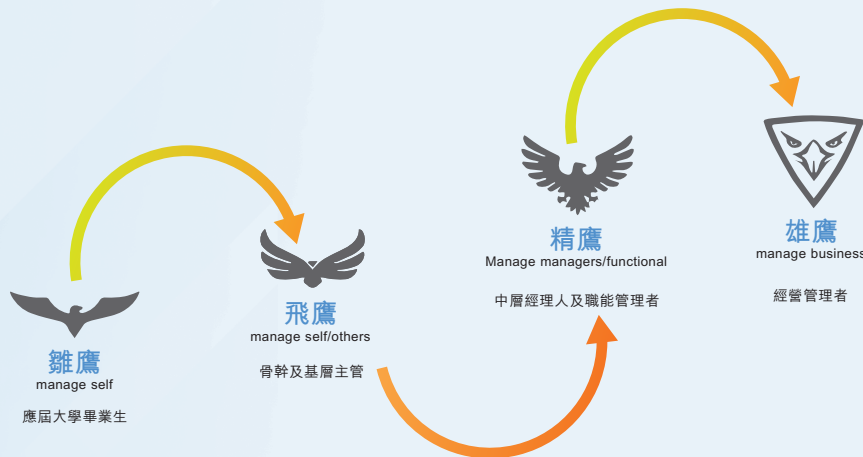 雛鷹
manage self
應屆大學畢業生
飛鷹
manage self/others
骨幹及基層主管
精鷹
Manage managers/functional
中層經理人及職能管理者
雄鷹
manage business
經營管理者